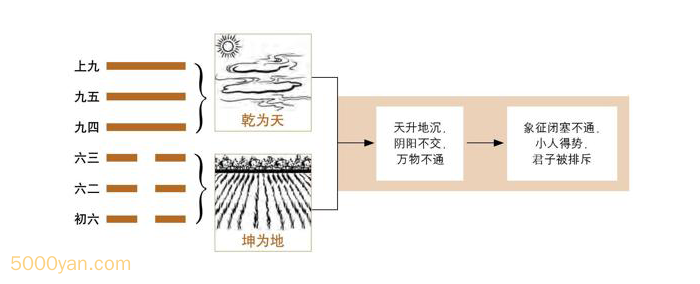 上九
九五
九四
六三
六二
初六
乾为天
坤为地
天升地沉，
阴阳不交，
万物不通
象征闭塞不通，
小人得势，
君子被排斥
5000yan.com